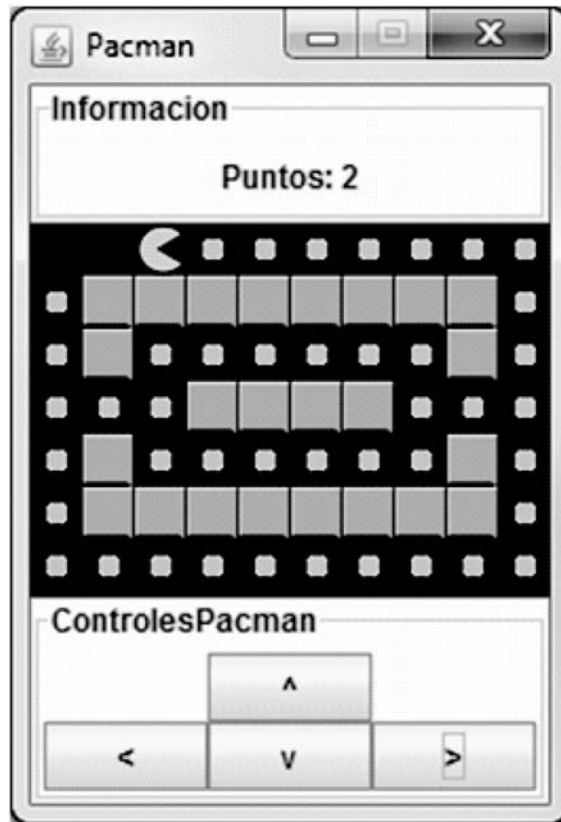 Pacman
Informacion
Puntos: 2
ControlesPacman
^
< v >